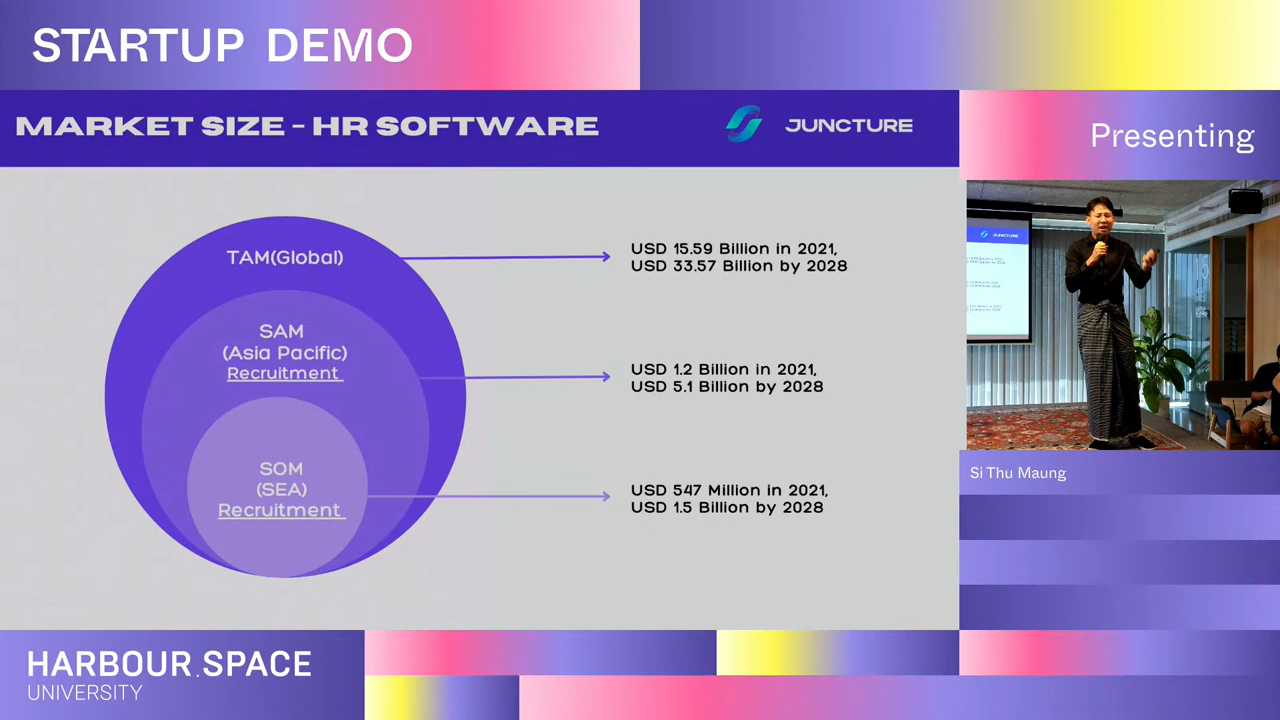 STARTUP DEMO
MARKET SIZE - HR SOFTWARE
JUNCTURE
Presenting
TAM(Global)
USD 15.59 Billion in 2021,
USD 33.57 Billion by 2028
SAM
(Asia Pacific)
Recruitment
USD 1.2 Billion in 2021,
USD 5.1 Billion by 2028
SOM
(SEA)
Recruitment
USD 547 Million in 2021,
USD 1.5 Billion by 2028
JUNCTURE
Si Thu Maung
HARBOUR.SPACE
UNIVERSITY